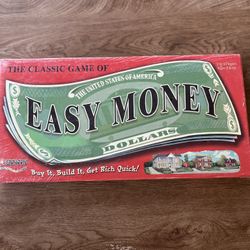 THE CLASSIC GAME OF
THE UNITED STATES OF AMERICA
EASY MONEY
DOLLARS
Buy It, Build It, Get Rich Quick!